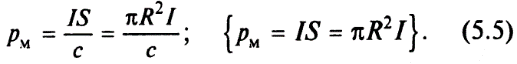 p_м = IS/c = πR²I/c; {p_м = IS = πR²I}. (5.5)